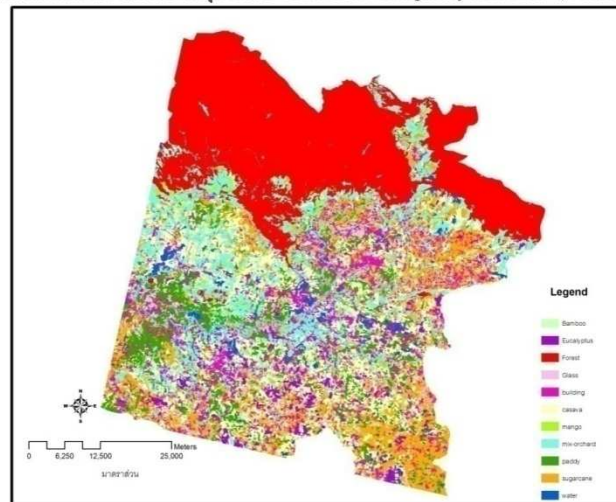 Legend
Bamboo
Eucalyptus
Forest
Glass
building
casava
mango
mix-orchard
paddy
sugarcane
water
Meters
0 6,250 12,500 25,000
มาตราส่วน